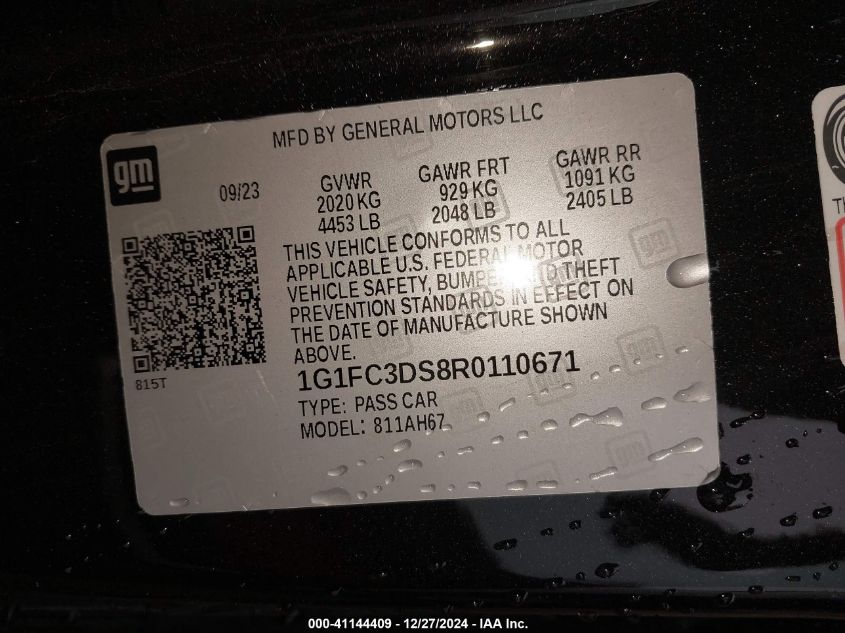 MFD BY GENERAL MOTORS LLC
gm
09/23
GVWR
2020 KG
4453 LB
GAWR FRT
929 KG
2048 LB
GAWR RR
1091 KG
2405 LB
THIS VEHICLE CONFORMS TO ALL
APPLICABLE U.S. FEDERAL MOTOR
VEHICLE SAFETY, THEFT
PREVENTION STANDARDS IN EFFECT ON
THE DATE OF MANUFACTURE SHOWN
ABOVE.
815T
1G1FC3DS8R0110671
TYPE: PASS CAR
MODEL: 811AH67
000-41144409 - 12/27/2024 - IAA Inc.